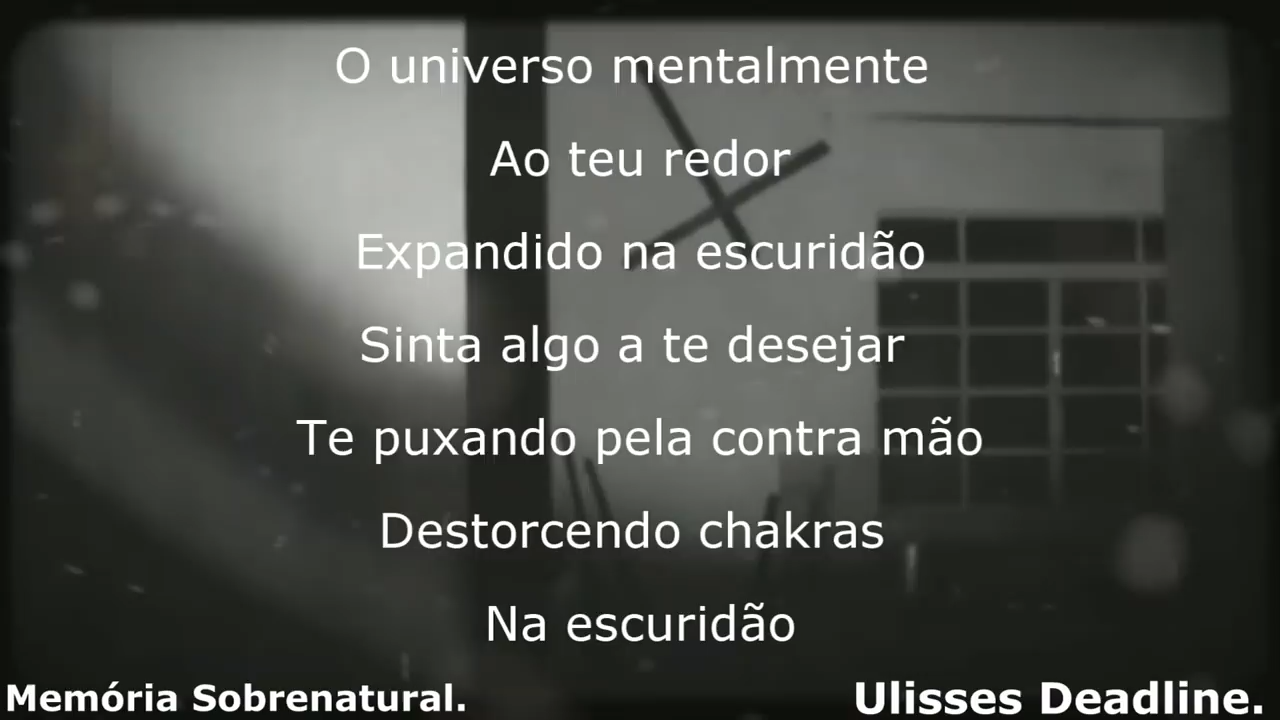 O universo mentalmente
Ao teu redor
Expandido na escuridão
Sinta algo a te desejar
Te puxando pela contra mão
Destorcendo chakras
Na escuridão
Memória Sobrenatural.
Ulisses Deadline.